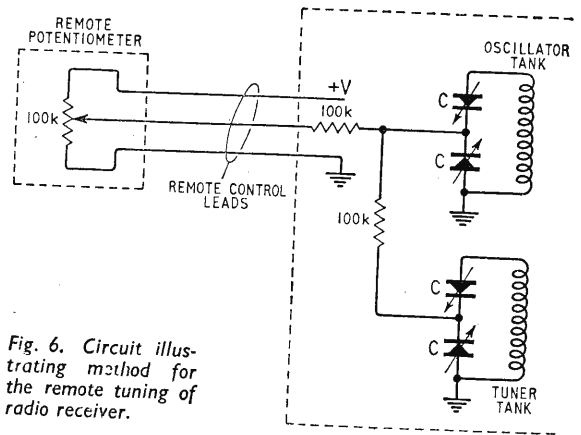 REMOTE
POTENTIOMETER
100k
+V
100k
REMOTE CONTROL
LEADS
100k
OSCILLATOR
TANK
C
C
C
C
TUNER
TANK
Fig. 6. Circuit illus-
trating method for
the remote tuning of
radio receiver.